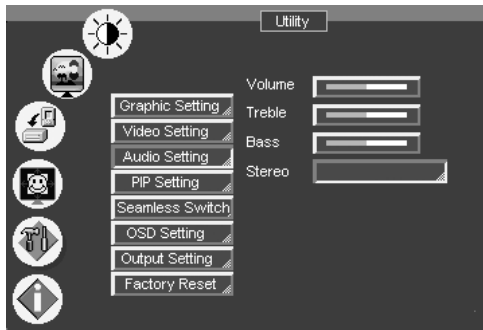 Utility
Graphic Setting
Video Setting
Audio Setting
PIP Setting
Seamless Switch
OSD Setting
Output Setting
Factory Reset
Volume
Treble
Bass
Stereo